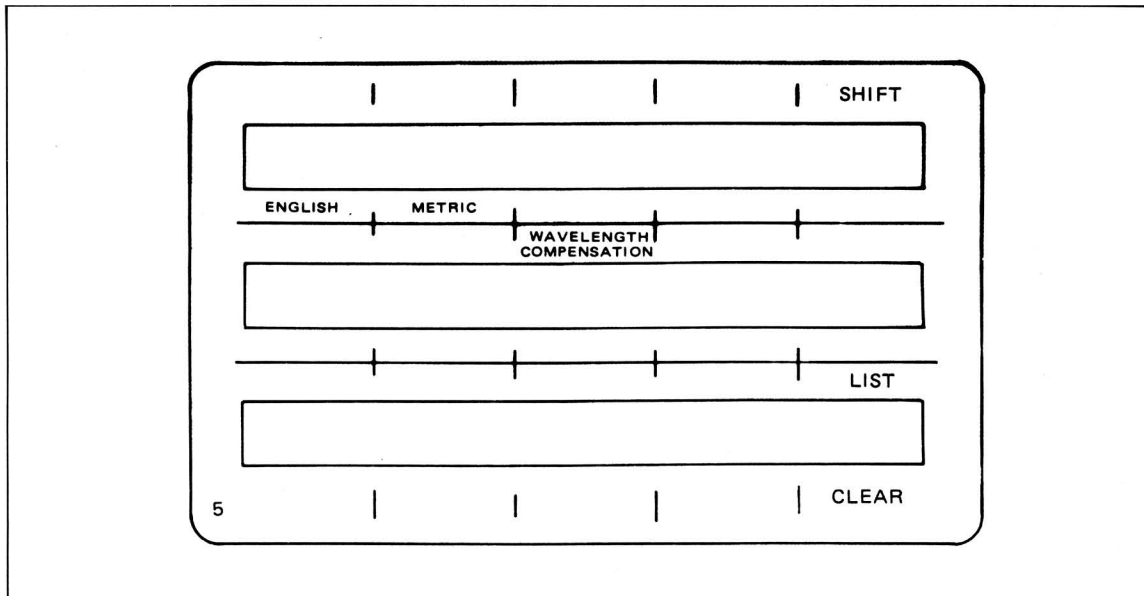 SHIFT
ENGLISH METRIC
WAVELENGTH
COMPENSATION
LIST
5
CLEAR